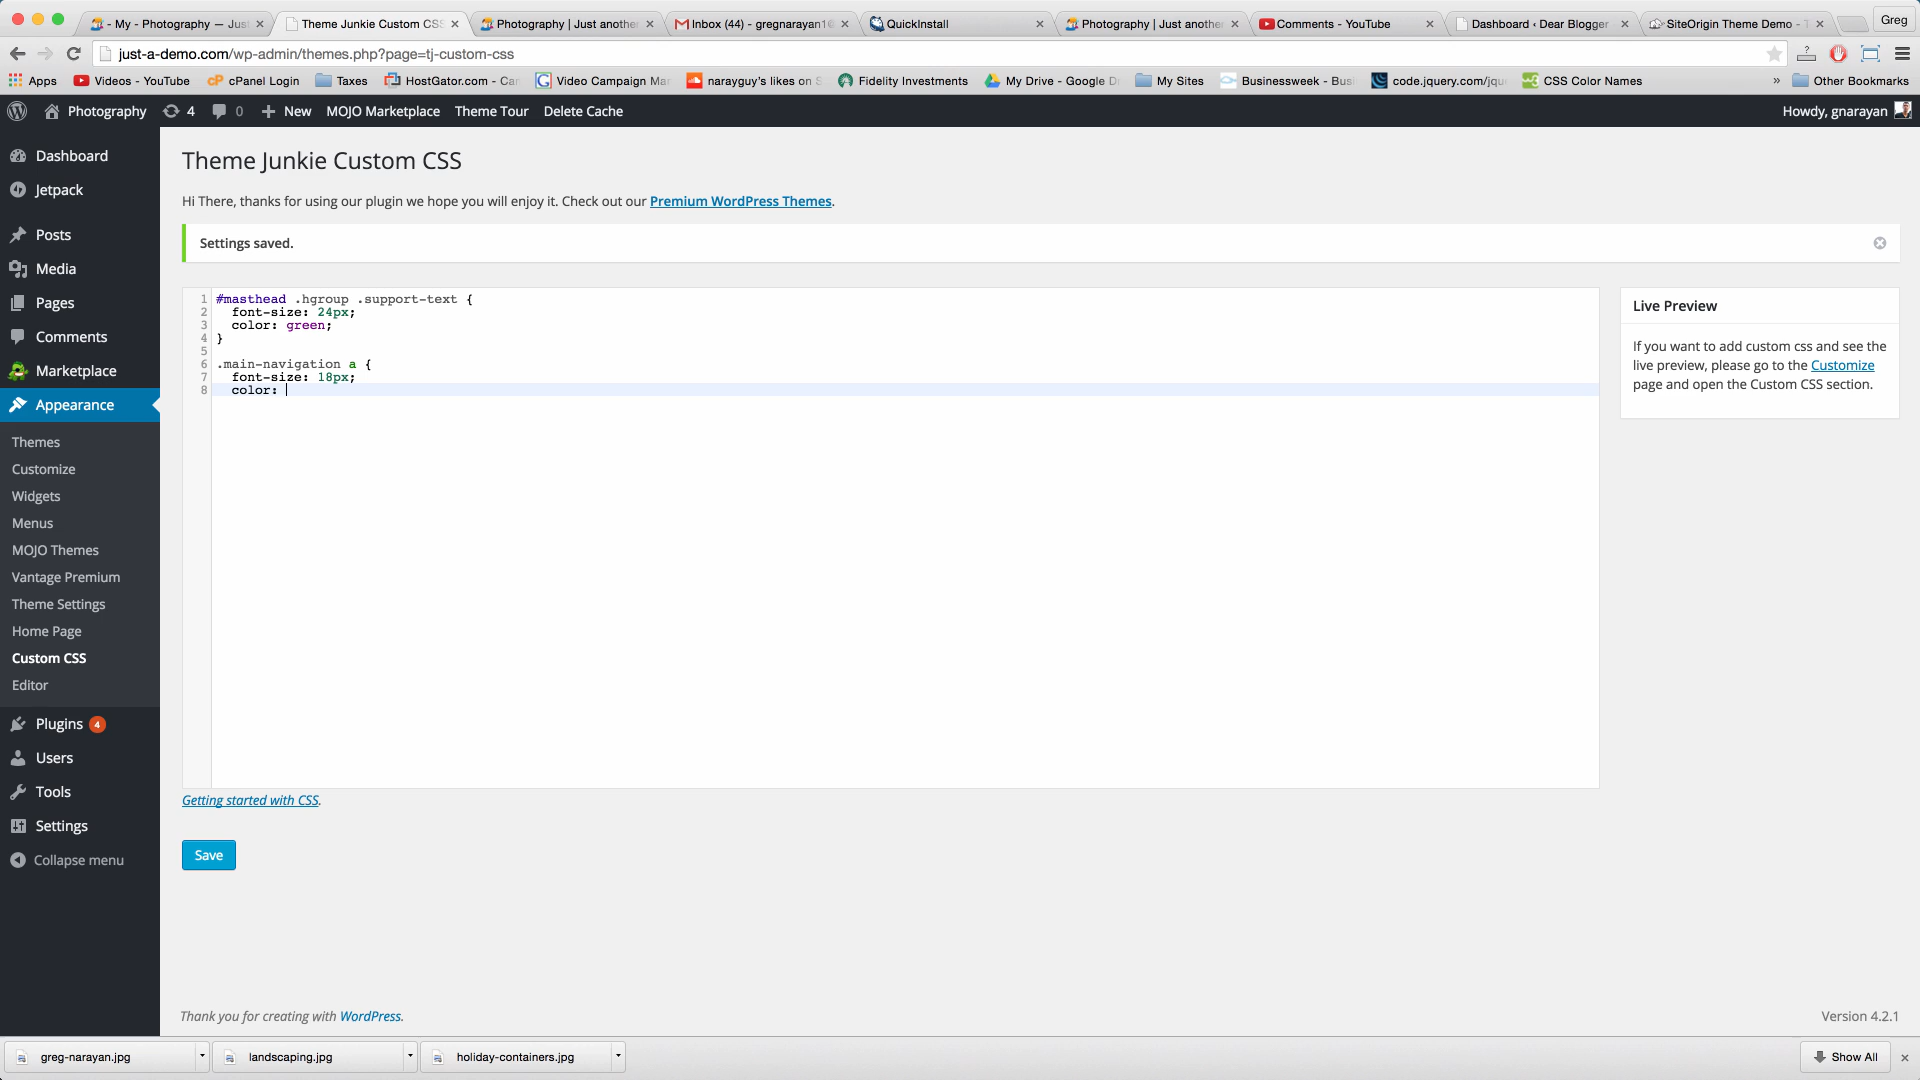 - My - Photography — Jus
Theme Junkie Custom CSS
Photography | Just another
Inbox (44) - gregnarayan1@
QuickInstall
Photography | Just another
Comments - YouTube
Dashboard ‹ Dear Blogger
SiteOrigin Theme Demo - T
Greg
just-a-demo.com/wp-admin/themes.php?page=tj-custom-css
Apps
Videos - YouTube
cPanel Login
Taxes
HostGator.com - Ca
Video Campaign Ma
narayguy's likes on S
Fidelity Investments
My Drive - Google D
My Sites
Businessweek - Bus
code.jquery.com/jqu
CSS Color Names
»
Other Bookmarks
Photography
4
0
New
MOJO Marketplace
Theme Tour
Delete Cache
Howdy, gnarayan
Dashboard
Jetpack
Posts
Media
Pages
Comments
Marketplace
Appearance
Themes
Customize
Widgets
Menus
MOJO Themes
Vantage Premium
Theme Settings
Home Page
Custom CSS
Editor
Plugins 4
Users
Tools
Settings
Collapse menu
Theme Junkie Custom CSS
Hi There, thanks for using our plugin we hope you will enjoy it. Check out our Premium WordPress Themes.
Settings saved.
1 #masthead .hgroup .support-text {
2 font-size: 24px;
3 color: green;
4 }
5
6 .main-navigation a {
7 font-size: 18px;
8 color:
Getting started with CSS.
Save
Live Preview
If you want to add custom css and see the
live preview, please go to the Customize
page and open the Custom CSS section.
Thank you for creating with WordPress.
Version 4.2.1
greg-narayan.jpg
landscaping.jpg
holiday-containers.jpg
Show All